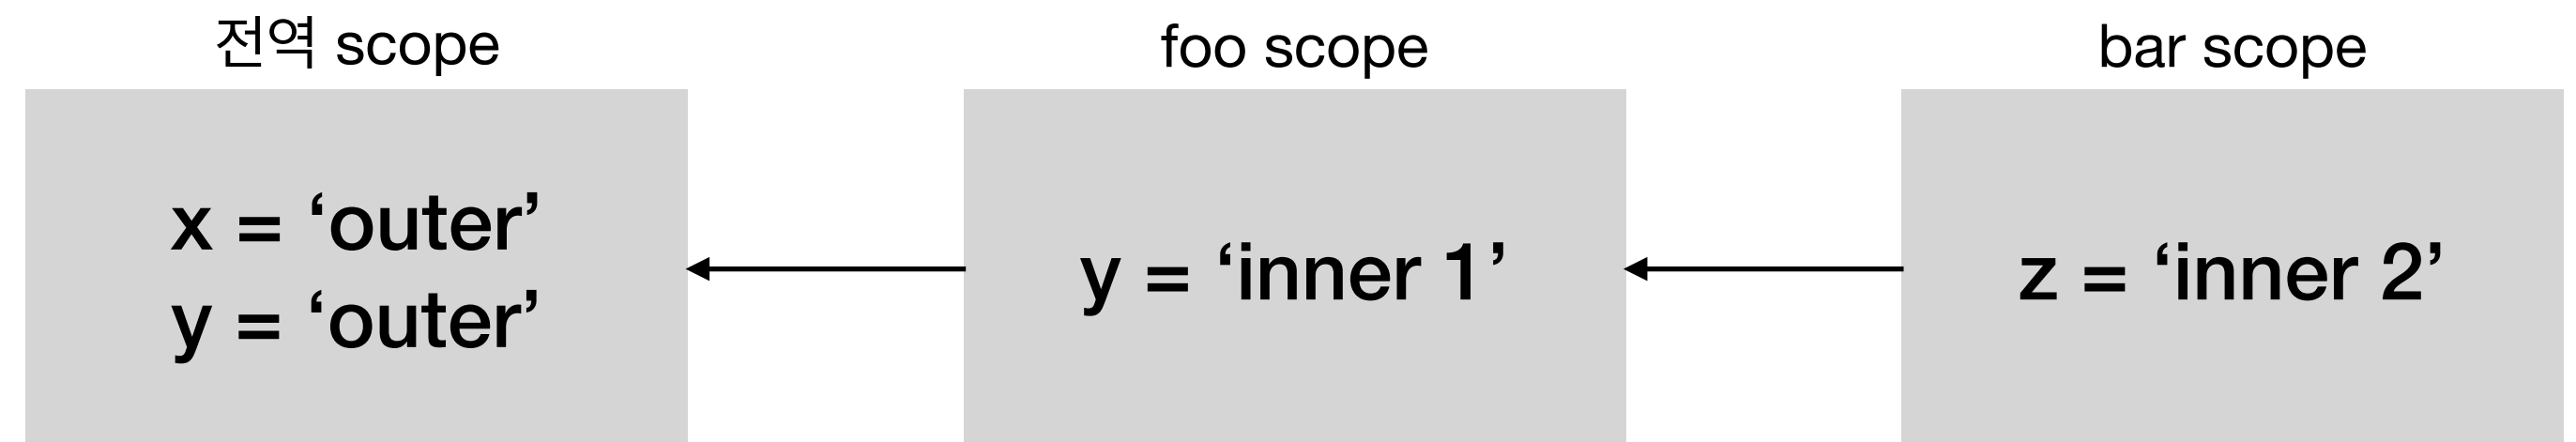 전역 scope
x = ‘outer’
y = ‘outer’
foo scope
y = ‘inner 1’
bar scope
z = ‘inner 2’